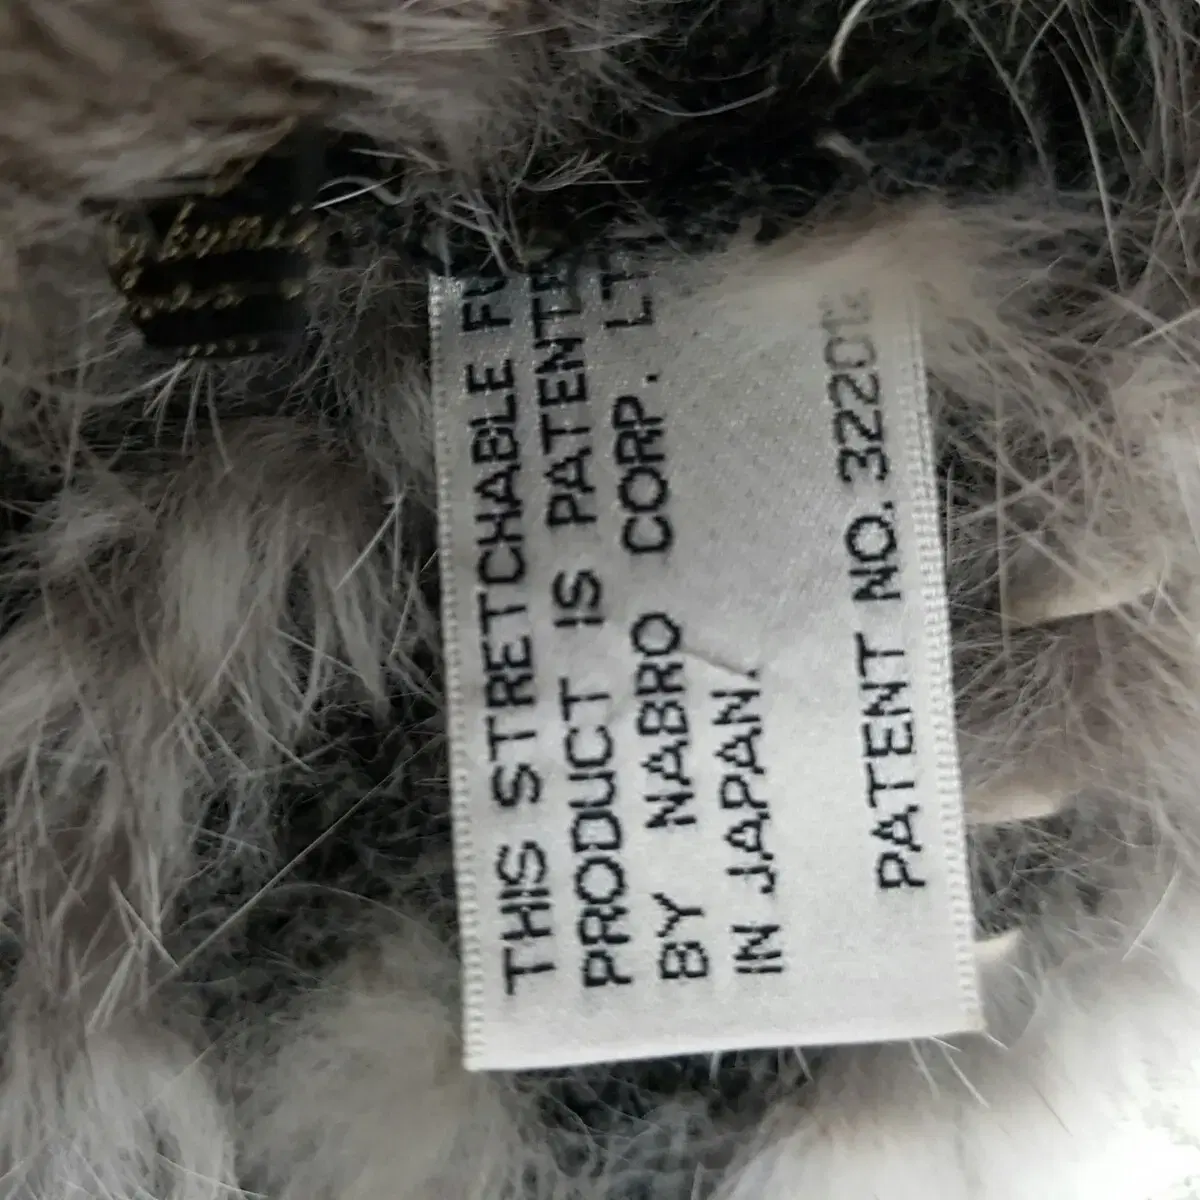 THIS STRETCHABLE FU
PRODUCT IS PATENTE
BY NABRO CORP. LT
IN JAPAN.
PATENT NO. 32201